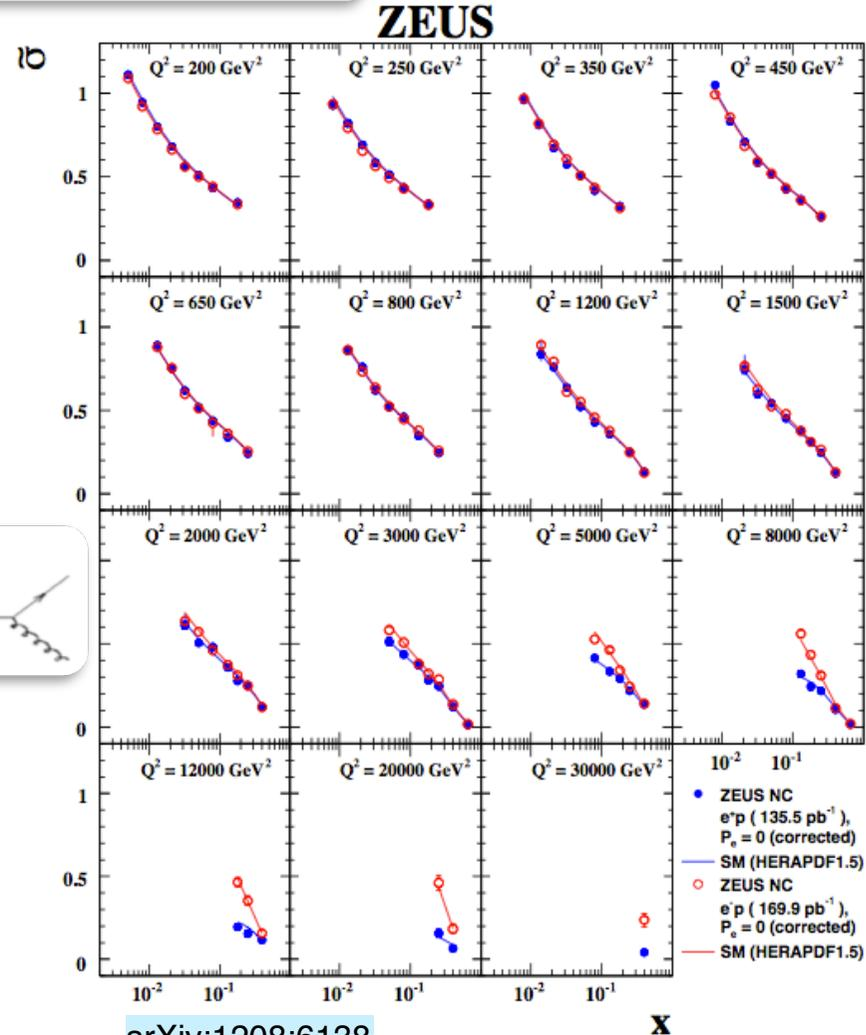 ZEUS
σ̃
Q² = 200 GeV²
Q² = 250 GeV²
Q² = 350 GeV²
Q² = 450 GeV²
1
0.5
0
Q² = 650 GeV²
Q² = 800 GeV²
Q² = 1200 GeV²
Q² = 1500 GeV²
1
0.5
0
Q² = 2000 GeV²
Q² = 3000 GeV²
Q² = 5000 GeV²
Q² = 8000 GeV²
0
10⁻² 10⁻¹
Q² = 12000 GeV²
Q² = 20000 GeV²
Q² = 30000 GeV²
1
0.5
0
10⁻² 10⁻¹
10⁻² 10⁻¹
10⁻² 10⁻¹
ZEUS NC
e⁺p ( 135.5 pb⁻¹ ),
Pₑ = 0 (corrected)
SM (HERAPDF1.5)
ZEUS NC
e⁻p ( 169.9 pb⁻¹ ),
Pₑ = 0 (corrected)
SM (HERAPDF1.5)
x
arXiv:1208:6138